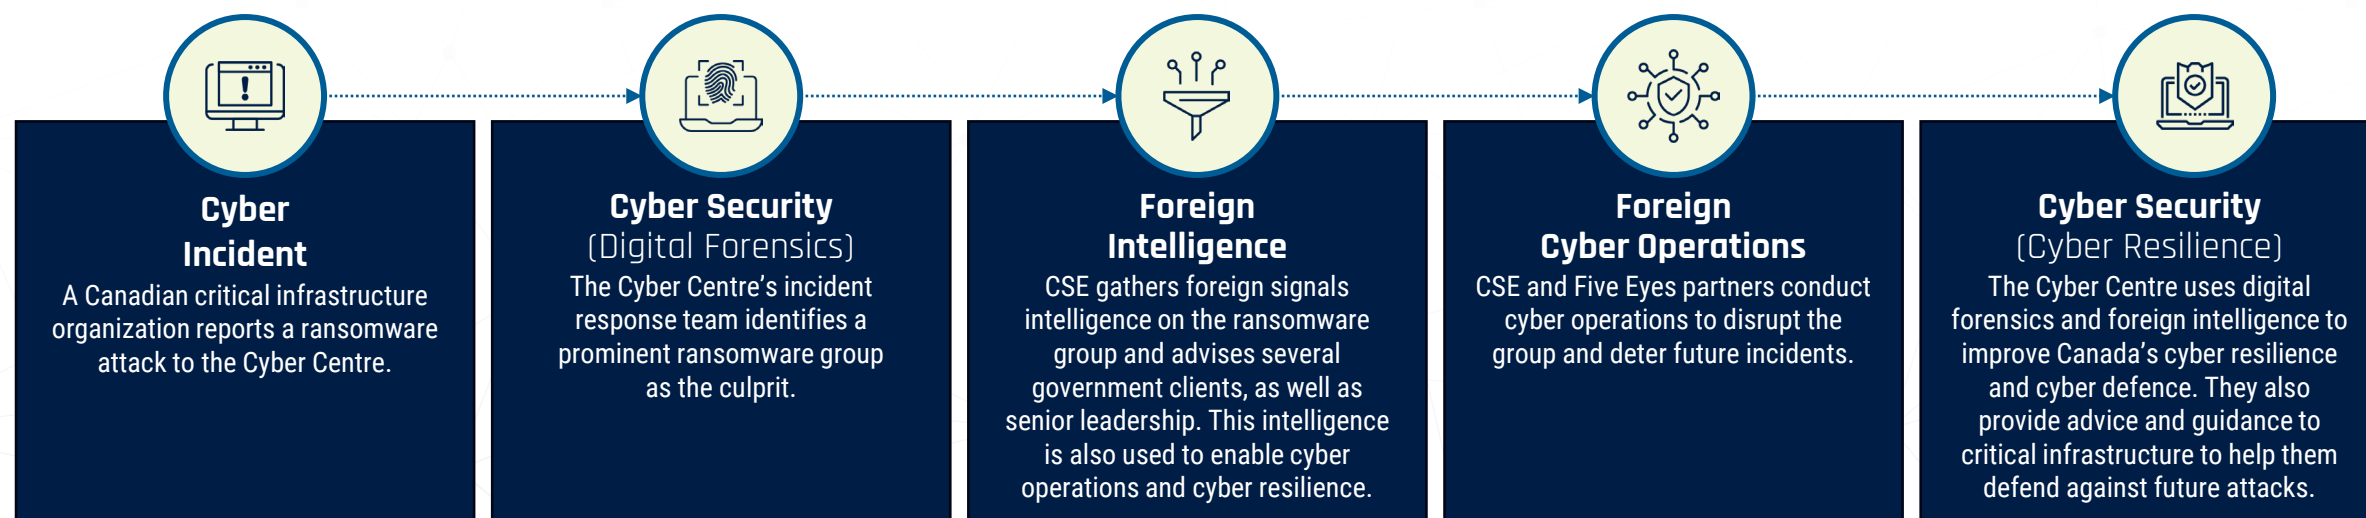 Cyber
Incident
A Canadian critical infrastructure
organization reports a ransomware
attack to the Cyber Centre.
Cyber Security
(Digital Forensics)
The Cyber Centre’s incident
response team identifies a
prominent ransomware group
as the culprit.
Foreign
Intelligence
CSE gathers foreign signals
intelligence on the ransomware
group and advises several
government clients, as well as
senior leadership. This intelligence
is also used to enable cyber
operations and cyber resilience.
Foreign
Cyber Operations
CSE and Five Eyes partners conduct
cyber operations to disrupt the
group and deter future incidents.
Cyber Security
(Cyber Resilience)
The Cyber Centre uses digital
forensics and foreign intelligence to
improve Canada’s cyber resilience
and cyber defence. They also
provide advice and guidance to
critical infrastructure to help them
defend against future attacks.